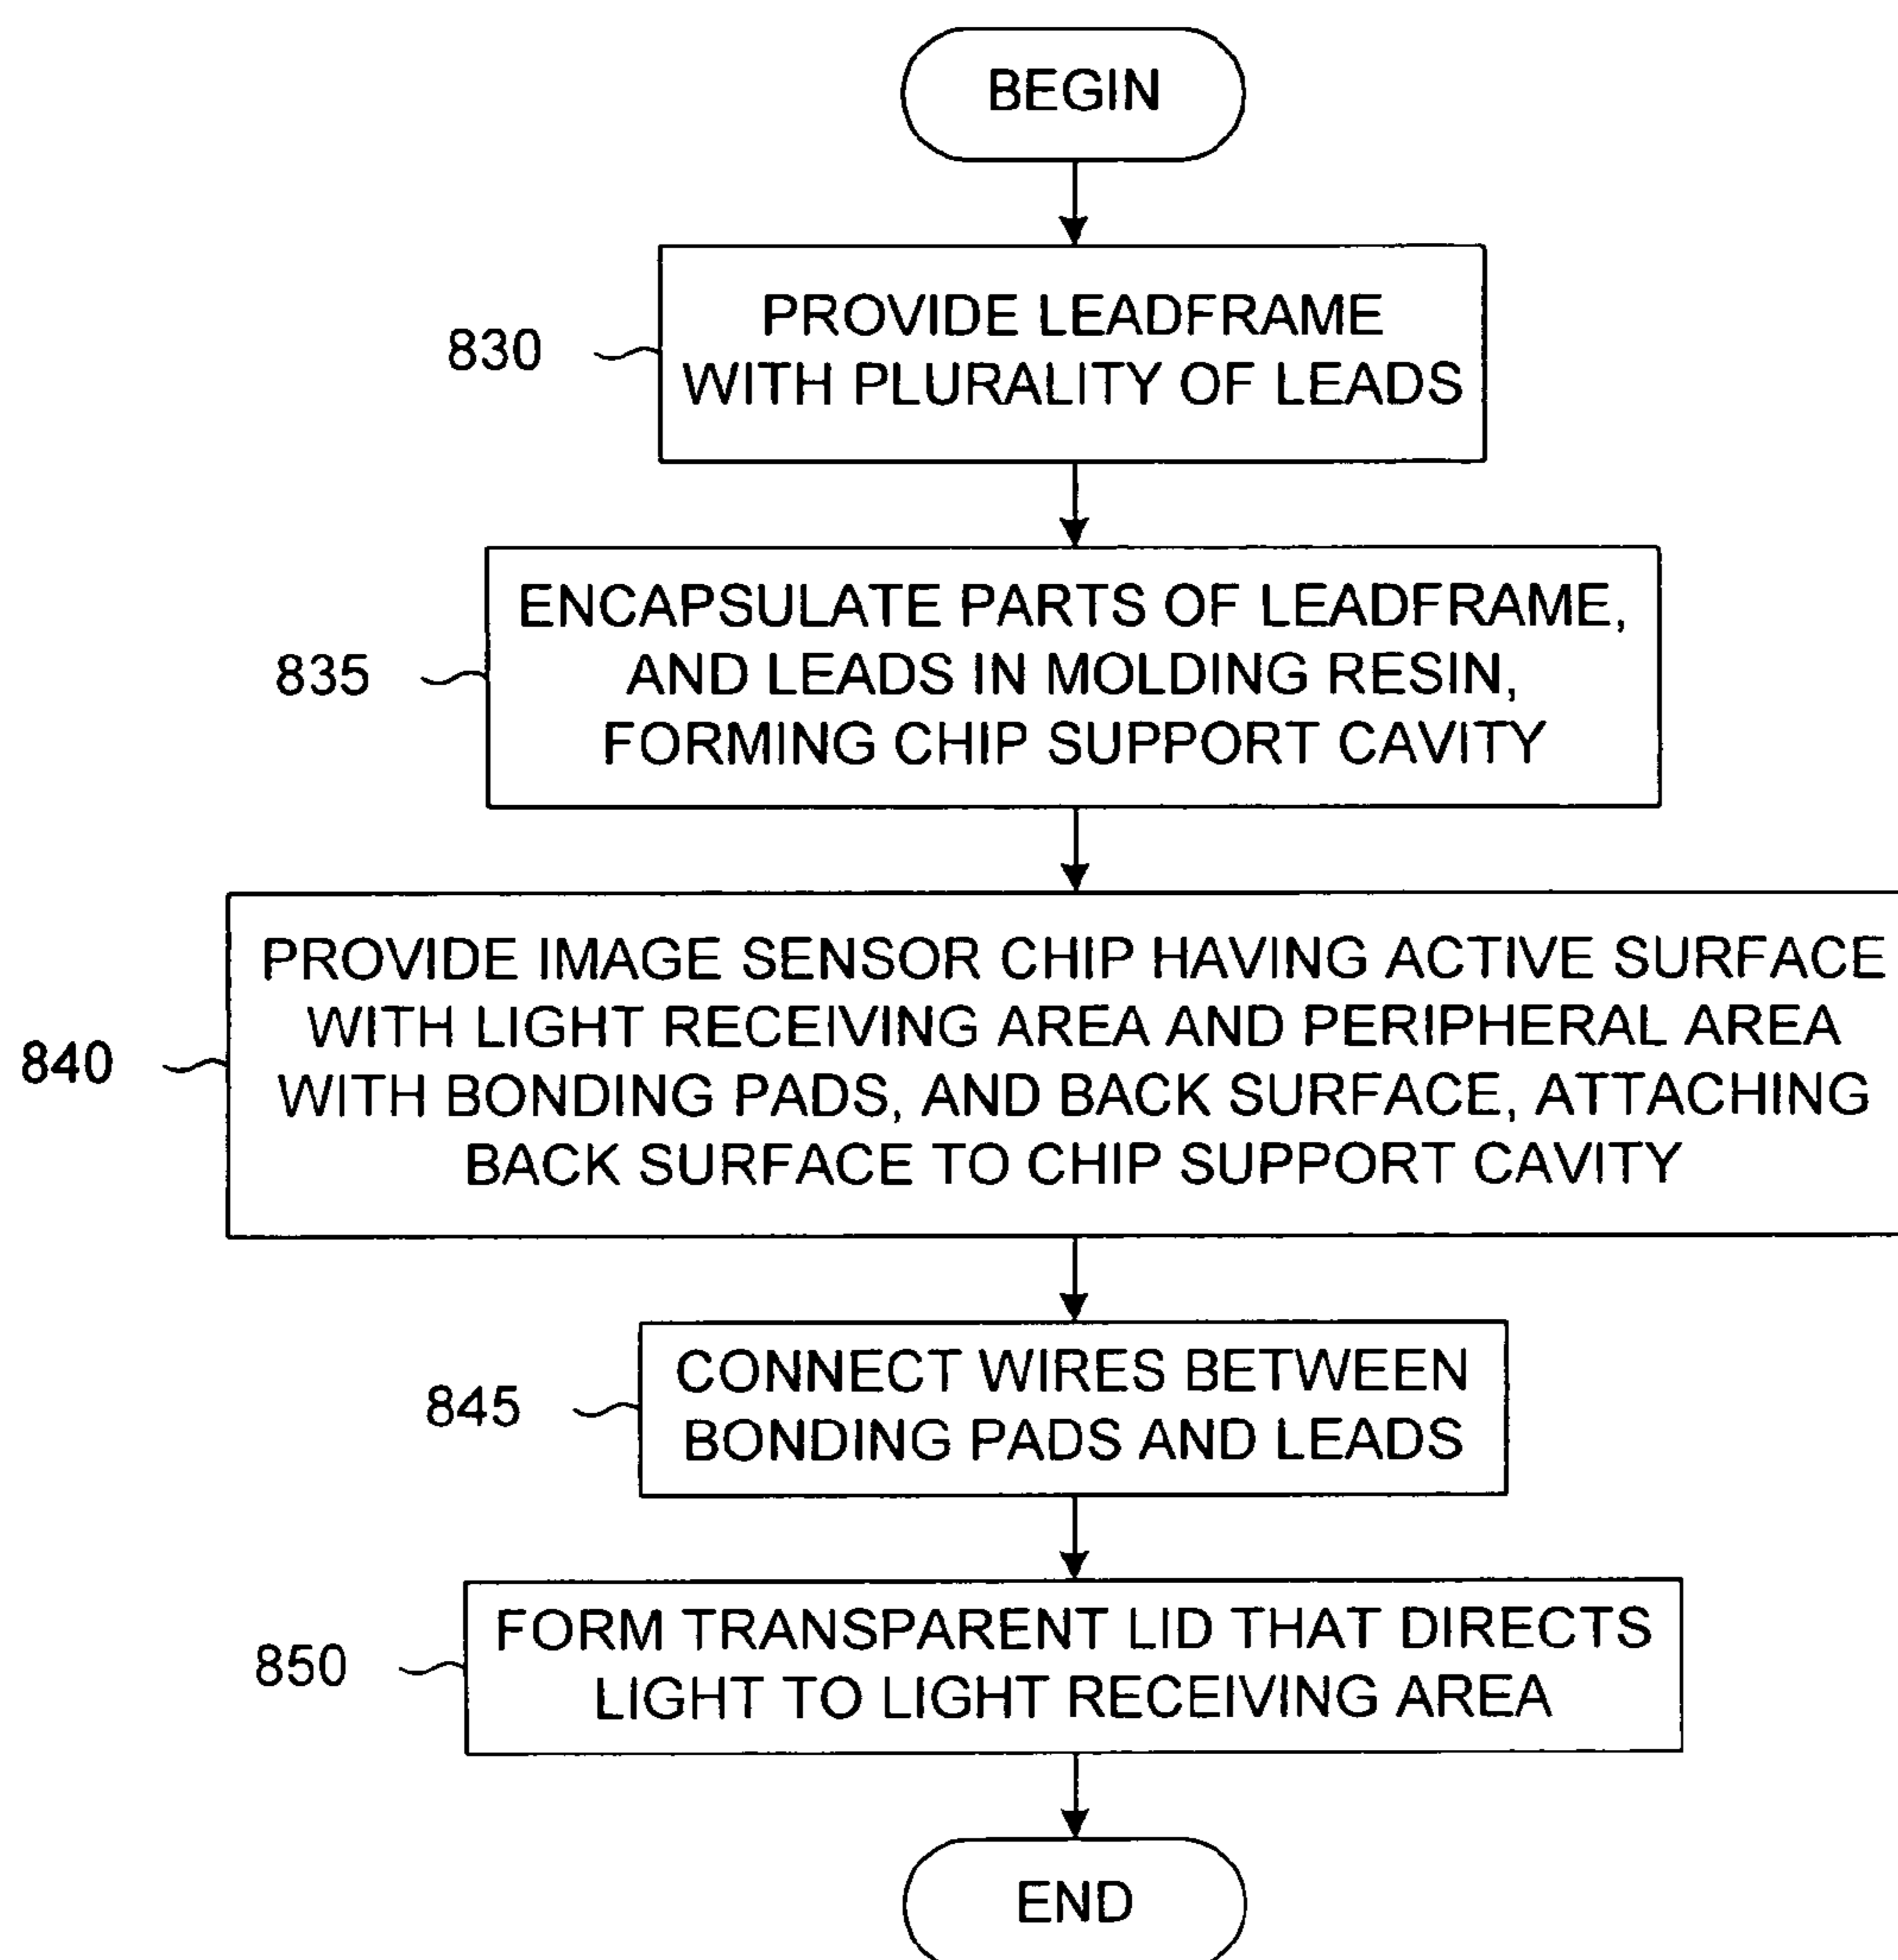 BEGIN
830
PROVIDE LEADFRAME
WITH PLURALITY OF LEADS
835
ENCAPSULATE PARTS OF LEADFRAME,
AND LEADS IN MOLDING RESIN,
FORMING CHIP SUPPORT CAVITY
840
PROVIDE IMAGE SENSOR CHIP HAVING ACTIVE SURFACE
WITH LIGHT RECEIVING AREA AND PERIPHERAL AREA
WITH BONDING PADS, AND BACK SURFACE, ATTACHING
BACK SURFACE TO CHIP SUPPORT CAVITY
845
CONNECT WIRES BETWEEN
BONDING PADS AND LEADS
850
FORM TRANSPARENT LID THAT DIRECTS
LIGHT TO LIGHT RECEIVING AREA
END